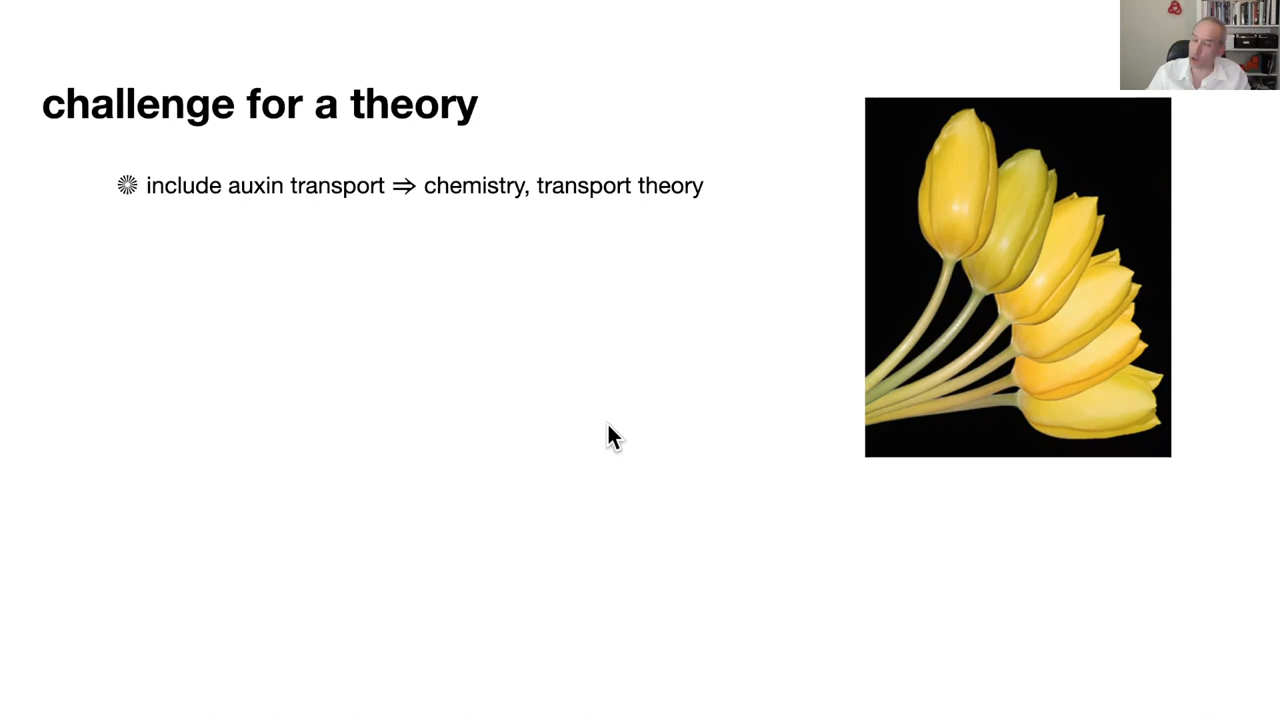 challenge for a theory
include auxin transport ⇒ chemistry, transport theory